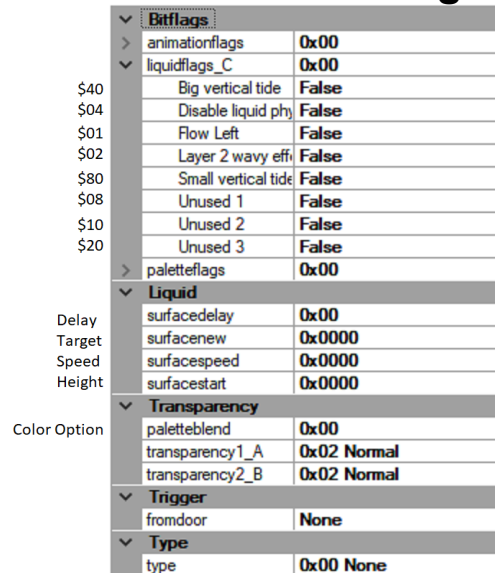 Bitflags
animationflags 0x00
liquidflags_C 0x00
$40 Big vertical tide False
$04 Disable liquid phy False
$01 Flow Left False
$02 Layer 2 wavy effe False
$80 Small vertical tide False
$08 Unused 1 False
$10 Unused 2 False
$20 Unused 3 False
paletteflags 0x00
Liquid
Delay surfacedelay 0x00
Target surfacenew 0x0000
Speed surfacespeed 0x0000
Height surfacestart 0x0000
Transparency
Color Option paletteblend 0x00
transparency1_A 0x02 Normal
transparency2_B 0x02 Normal
Trigger
fromdoor None
Type
type 0x00 None